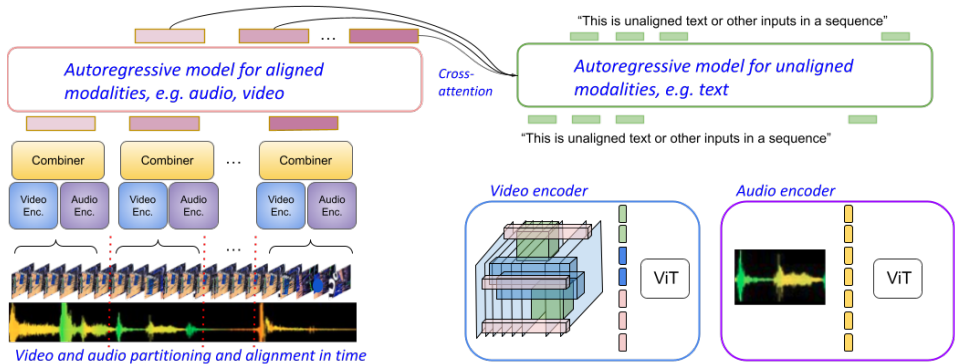 “This is unaligned text or other inputs in a sequence”
Autoregressive model for aligned
modalities, e.g. audio, video
Cross-
attention
Autoregressive model for unaligned
modalities, e.g. text
“This is unaligned text or other inputs in a sequence”
Combiner
Combiner
Combiner
Video
Enc.
Audio
Enc.
Video
Enc.
Audio
Enc.
Video
Enc.
Audio
Enc.
Video encoder
ViT
Audio encoder
ViT
Video and audio partitioning and alignment in time